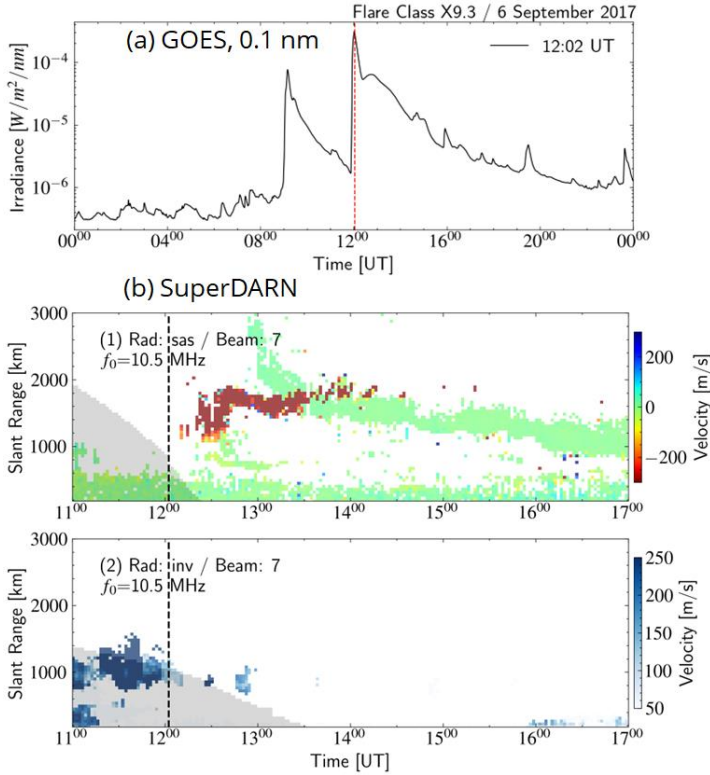 Flare Class X9.3 / 6 September 2017
(a) GOES, 0.1 nm
12:02 UT
Irradiance [W/m²/nm]
10⁻⁴
10⁻⁵
10⁻⁶
00⁰⁰ 04⁰⁰ 08⁰⁰ 12⁰⁰ 16⁰⁰ 20⁰⁰ 00⁰⁰
Time [UT]
(b) SuperDARN
(1) Rad: sas / Beam: 7
f₀=10.5 MHz
Slant Range [km]
3000
2000
1000
11⁰⁰ 12⁰⁰ 13⁰⁰ 14⁰⁰ 15⁰⁰ 16⁰⁰ 17⁰⁰
200
0
−200
Velocity [m/s]
(2) Rad: inv / Beam: 7
f₀=10.5 MHz
Slant Range [km]
3000
2000
1000
11⁰⁰ 12⁰⁰ 13⁰⁰ 14⁰⁰ 15⁰⁰ 16⁰⁰ 17⁰⁰
Time [UT]
250
200
150
100
50
Velocity [m/s]